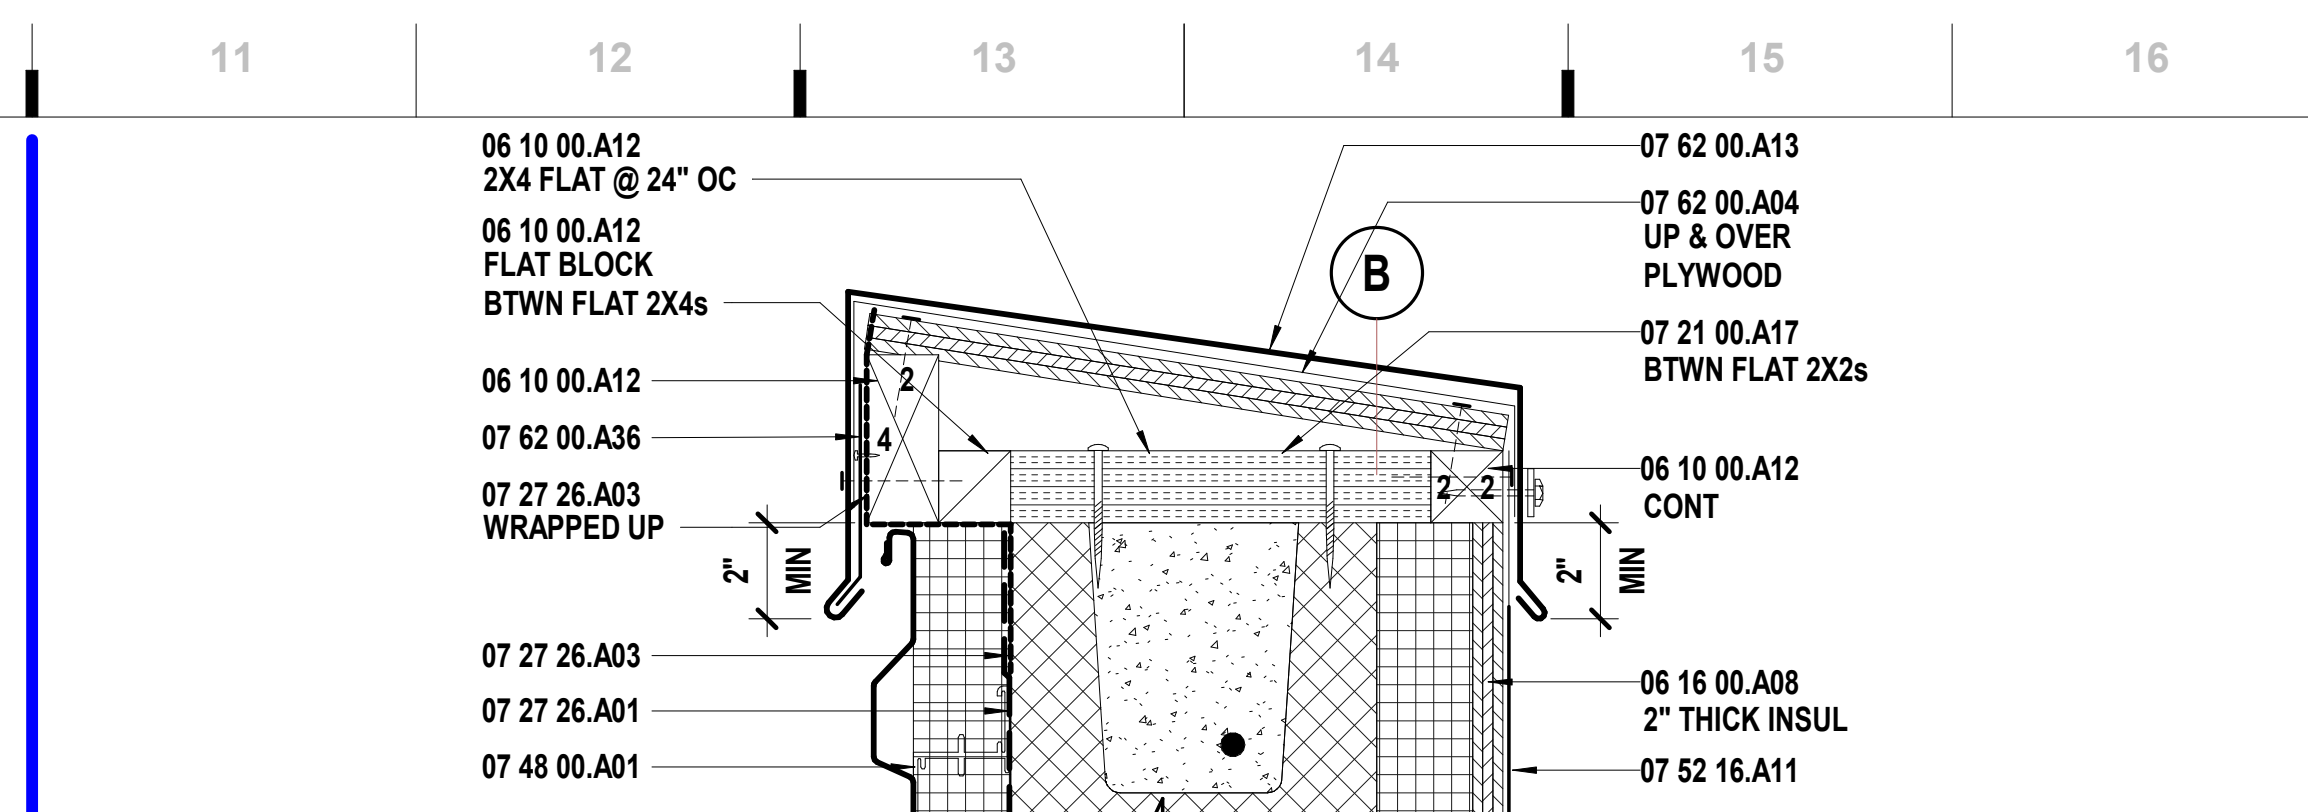 11 12 13 14 15 16
06 10 00.A12
2X4 FLAT @ 24" OC
06 10 00.A12
FLAT BLOCK
BTWN FLAT 2X4s
06 10 00.A12
07 62 00.A36
07 27 26.A03
WRAPPED UP
2"
MIN
07 27 26.A03
07 27 26.A01
07 48 00.A01
B
2
4
2 2
4
07 62 00.A13
07 62 00.A04
UP & OVER
PLYWOOD
07 21 00.A17
BTWN FLAT 2X2s
06 10 00.A12
CONT
2"
MIN
06 16 00.A08
2" THICK INSUL
07 52 16.A11